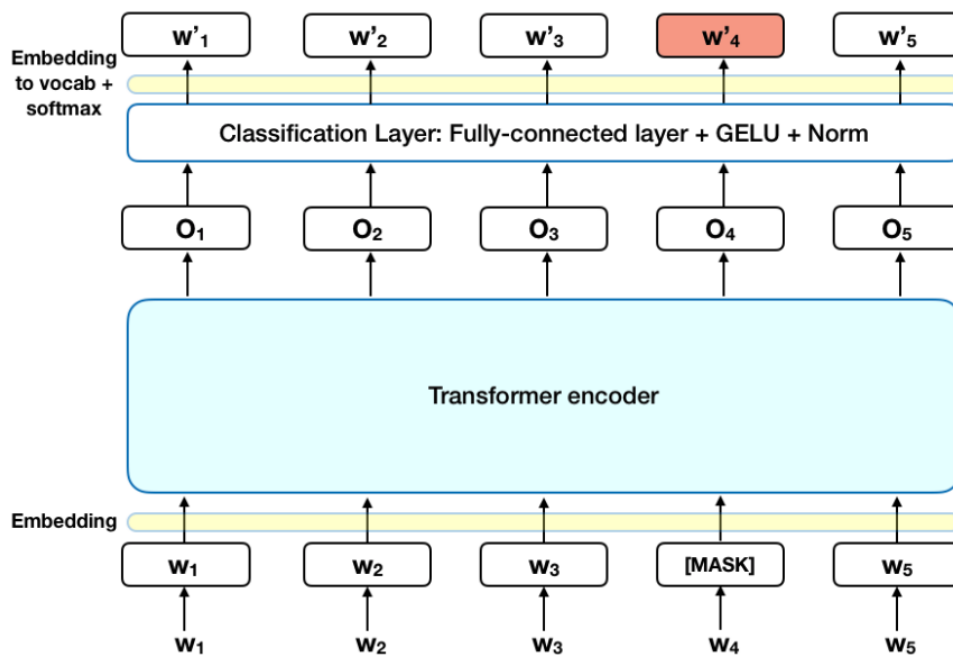 w'1 w'2 w'3 w'4 w'5
Embedding
to vocab +
softmax
Classification Layer: Fully-connected layer + GELU + Norm
O1 O2 O3 O4 O5
Transformer encoder
Embedding
W1 W2 W3 [MASK] W5
W1 W2 W3 W4 W5